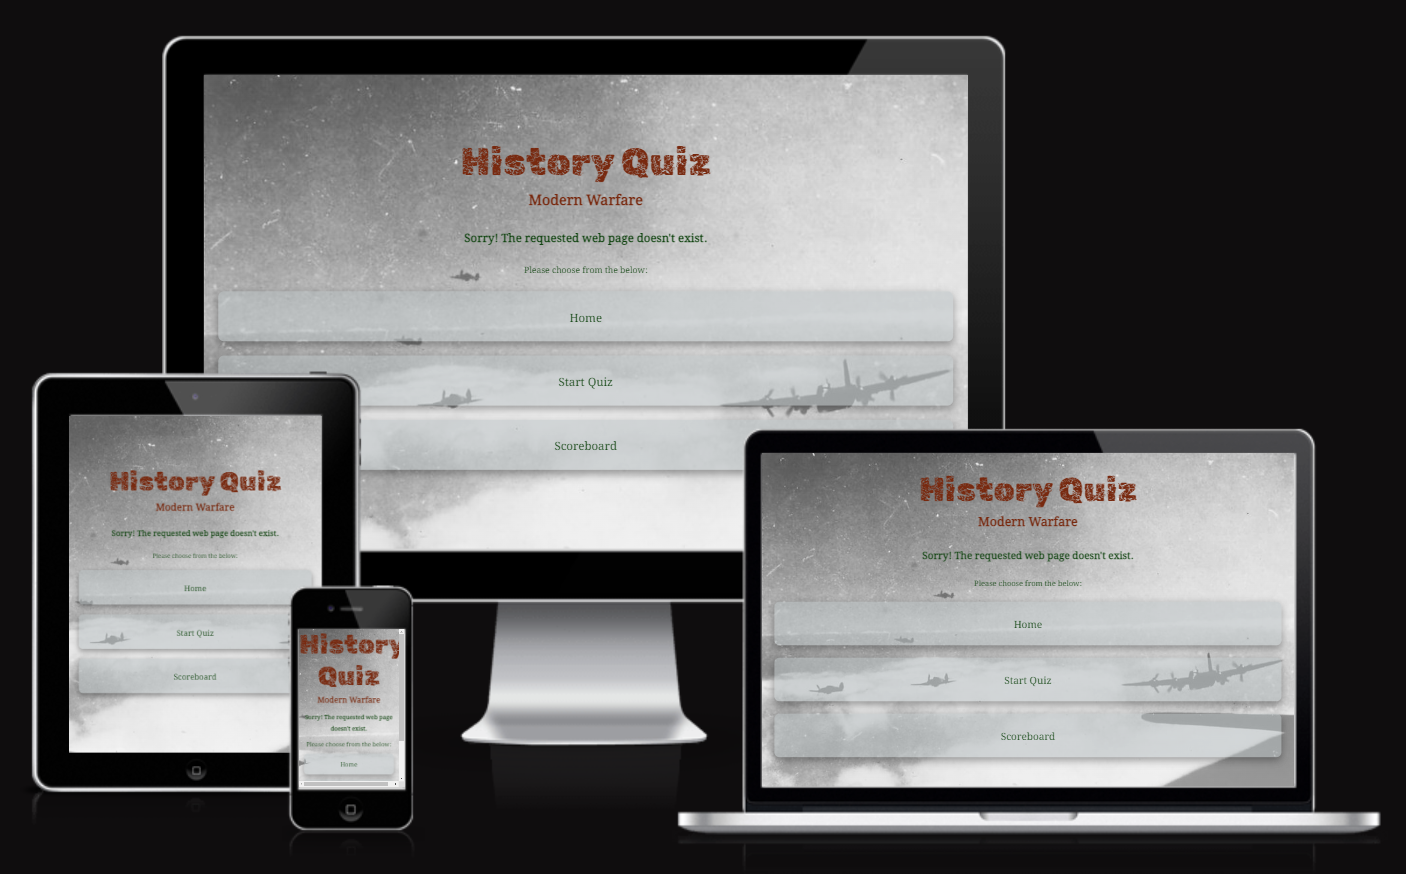 History Quiz
Modern Warfare
Sorry! The requested web page doesn't exist.
Please choose from the below:
Home
Start Quiz
Scoreboard
History Quiz
Modern Warfare
Sorry! The requested web page doesn't exist.
Please choose from the below:
Home
Start Quiz
Scoreboard
History
Quiz
Modern Warfare
Sorry! The requested web page
doesn't exist.
Please choose from the below:
Home
History Quiz
Modern Warfare
Sorry! The requested web page doesn't exist.
Please choose from the below:
Home
Start Quiz
Scoreboard